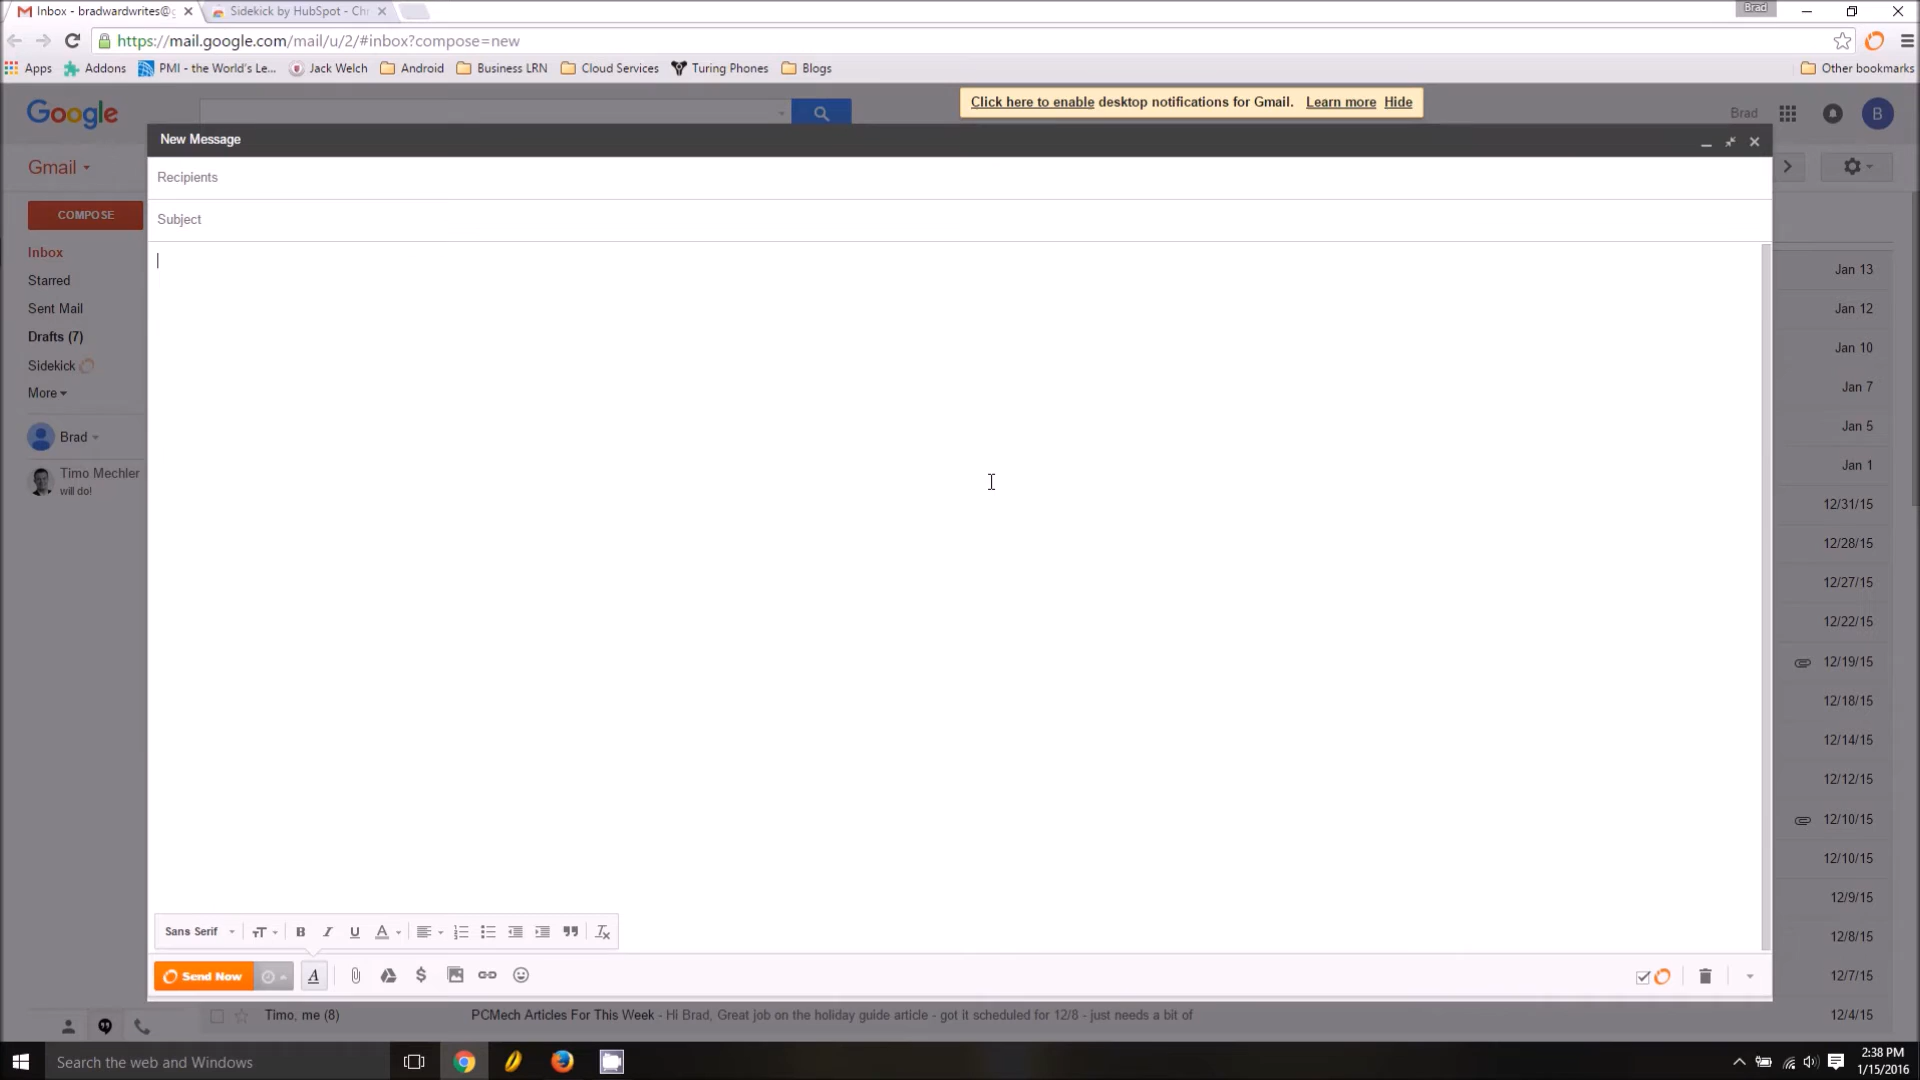 Inbox - bradwardwrites@g
Sidekick by HubSpot - Chr
Brad
https://mail.google.com/mail/u/2/#inbox?compose=new
Apps
Addons
PMI - the World's Le...
Jack Welch
Android
Business LRN
Cloud Services
Turing Phones
Blogs
Other bookmarks
Google
Click here to enable desktop notifications for Gmail. Learn more Hide
Brad
B
New Message
Gmail
Recipients
COMPOSE
Subject
Inbox
Starred
Sent Mail
Drafts (7)
Sidekick
More
Brad
Timo Mechler
will do!
Jan 13
Jan 12
Jan 10
Jan 7
Jan 5
Jan 1
12/31/15
12/28/15
12/27/15
12/22/15
12/19/15
12/18/15
12/14/15
12/12/15
12/10/15
12/10/15
12/9/15
12/8/15
12/7/15
12/4/15
Sans Serif
Send Now
Timo, me (8)
PCMech Articles For This Week - Hi Brad, Great job on the holiday guide article - got it scheduled for 12/8 - just needs a bit of
Search the web and Windows
2:38 PM
1/15/2016